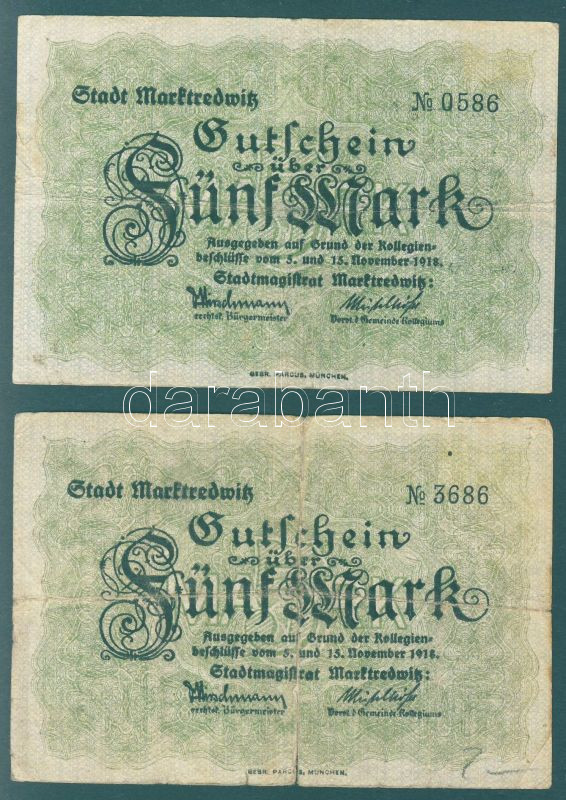 Stadt Marktredwitz № 0586
Gutschein
über
Fünf Mark
Ausgegeben auf Grund der Kollegien-
beschlüsse vom 5. und 15. November 1918.
Stadtmagistrat Marktredwitz:
rechtsk. Bürgermeister Vorst. d Gemeinde-Kollegiums
GEBR. PARCUS, MÜNCHEN.
darabanth
Stadt Marktredwitz № 3686
Gutschein
über
Fünf Mark
Ausgegeben auf Grund der Kollegien-
beschlüsse vom 5. und 15. November 1918.
Stadtmagistrat Marktredwitz:
rechtsk. Bürgermeister Vorst. d Gemeinde-Kollegiums
GEBR. PARCUS, MÜNCHEN.